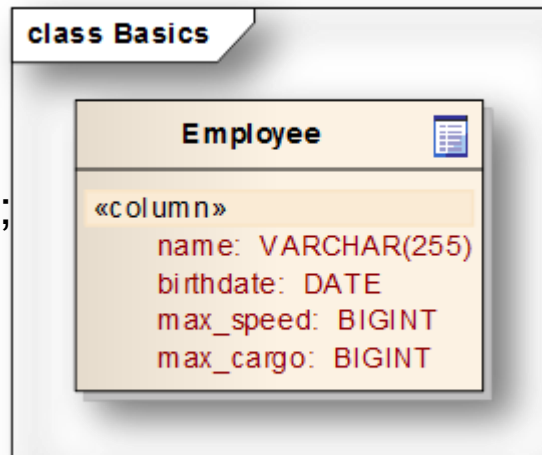 class Basics
Employee
;
«column»
name: VARCHAR(255)
birthdate: DATE
max_speed: BIGINT
max_cargo: BIGINT